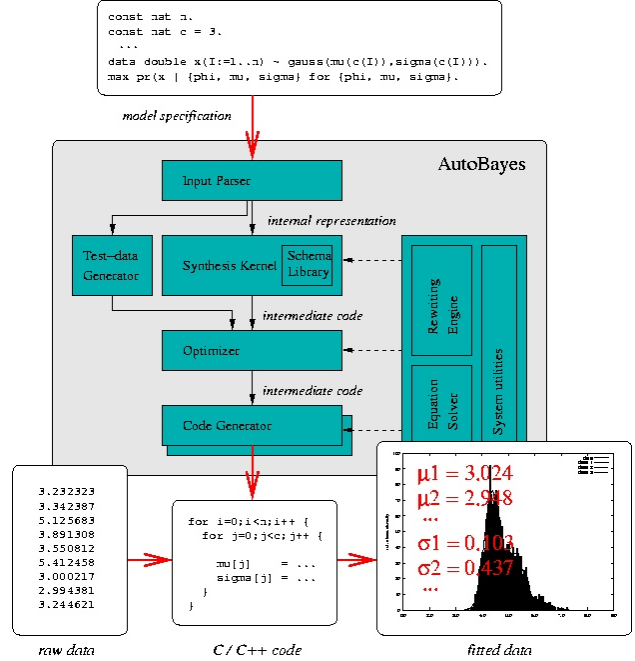 const nat n.
const nat c = 3.
...
data double x(I:=1..n) ~ gauss(mu(c(I)),sigma(c(I))).
max pr(x | {phi, mu, sigma} for {phi, mu, sigma}.
model specification
AutoBayes
Input Parser
internal representation
Test-data
Generator
Synthesis Kernel
Schema
Library
Rewriting
Engine
System utilities
intermediate code
Optimizer
intermediate code
Equation
Solver
Code Generator
3.232323
3.342387
5.125683
3.891308
3.550812
5.412458
3.000217
2.994381
3.244621
for i=0;i<n;i++ {
for j=0;j<c;j++ {
mu[j] = ...
sigma[j] = ...
}
}
μ1 = 3.024
μ2 = 2.948
...
σ1 = 0.103
σ2 = 0.437
...
raw data
C / C++ code
fitted data